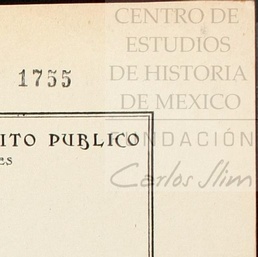 CENTRO DE
ESTUDIOS
DE HISTORIA
DE MEXICO
FUNDACIÓN
Carlos Slim
1755
ITO PUBLICO
ES